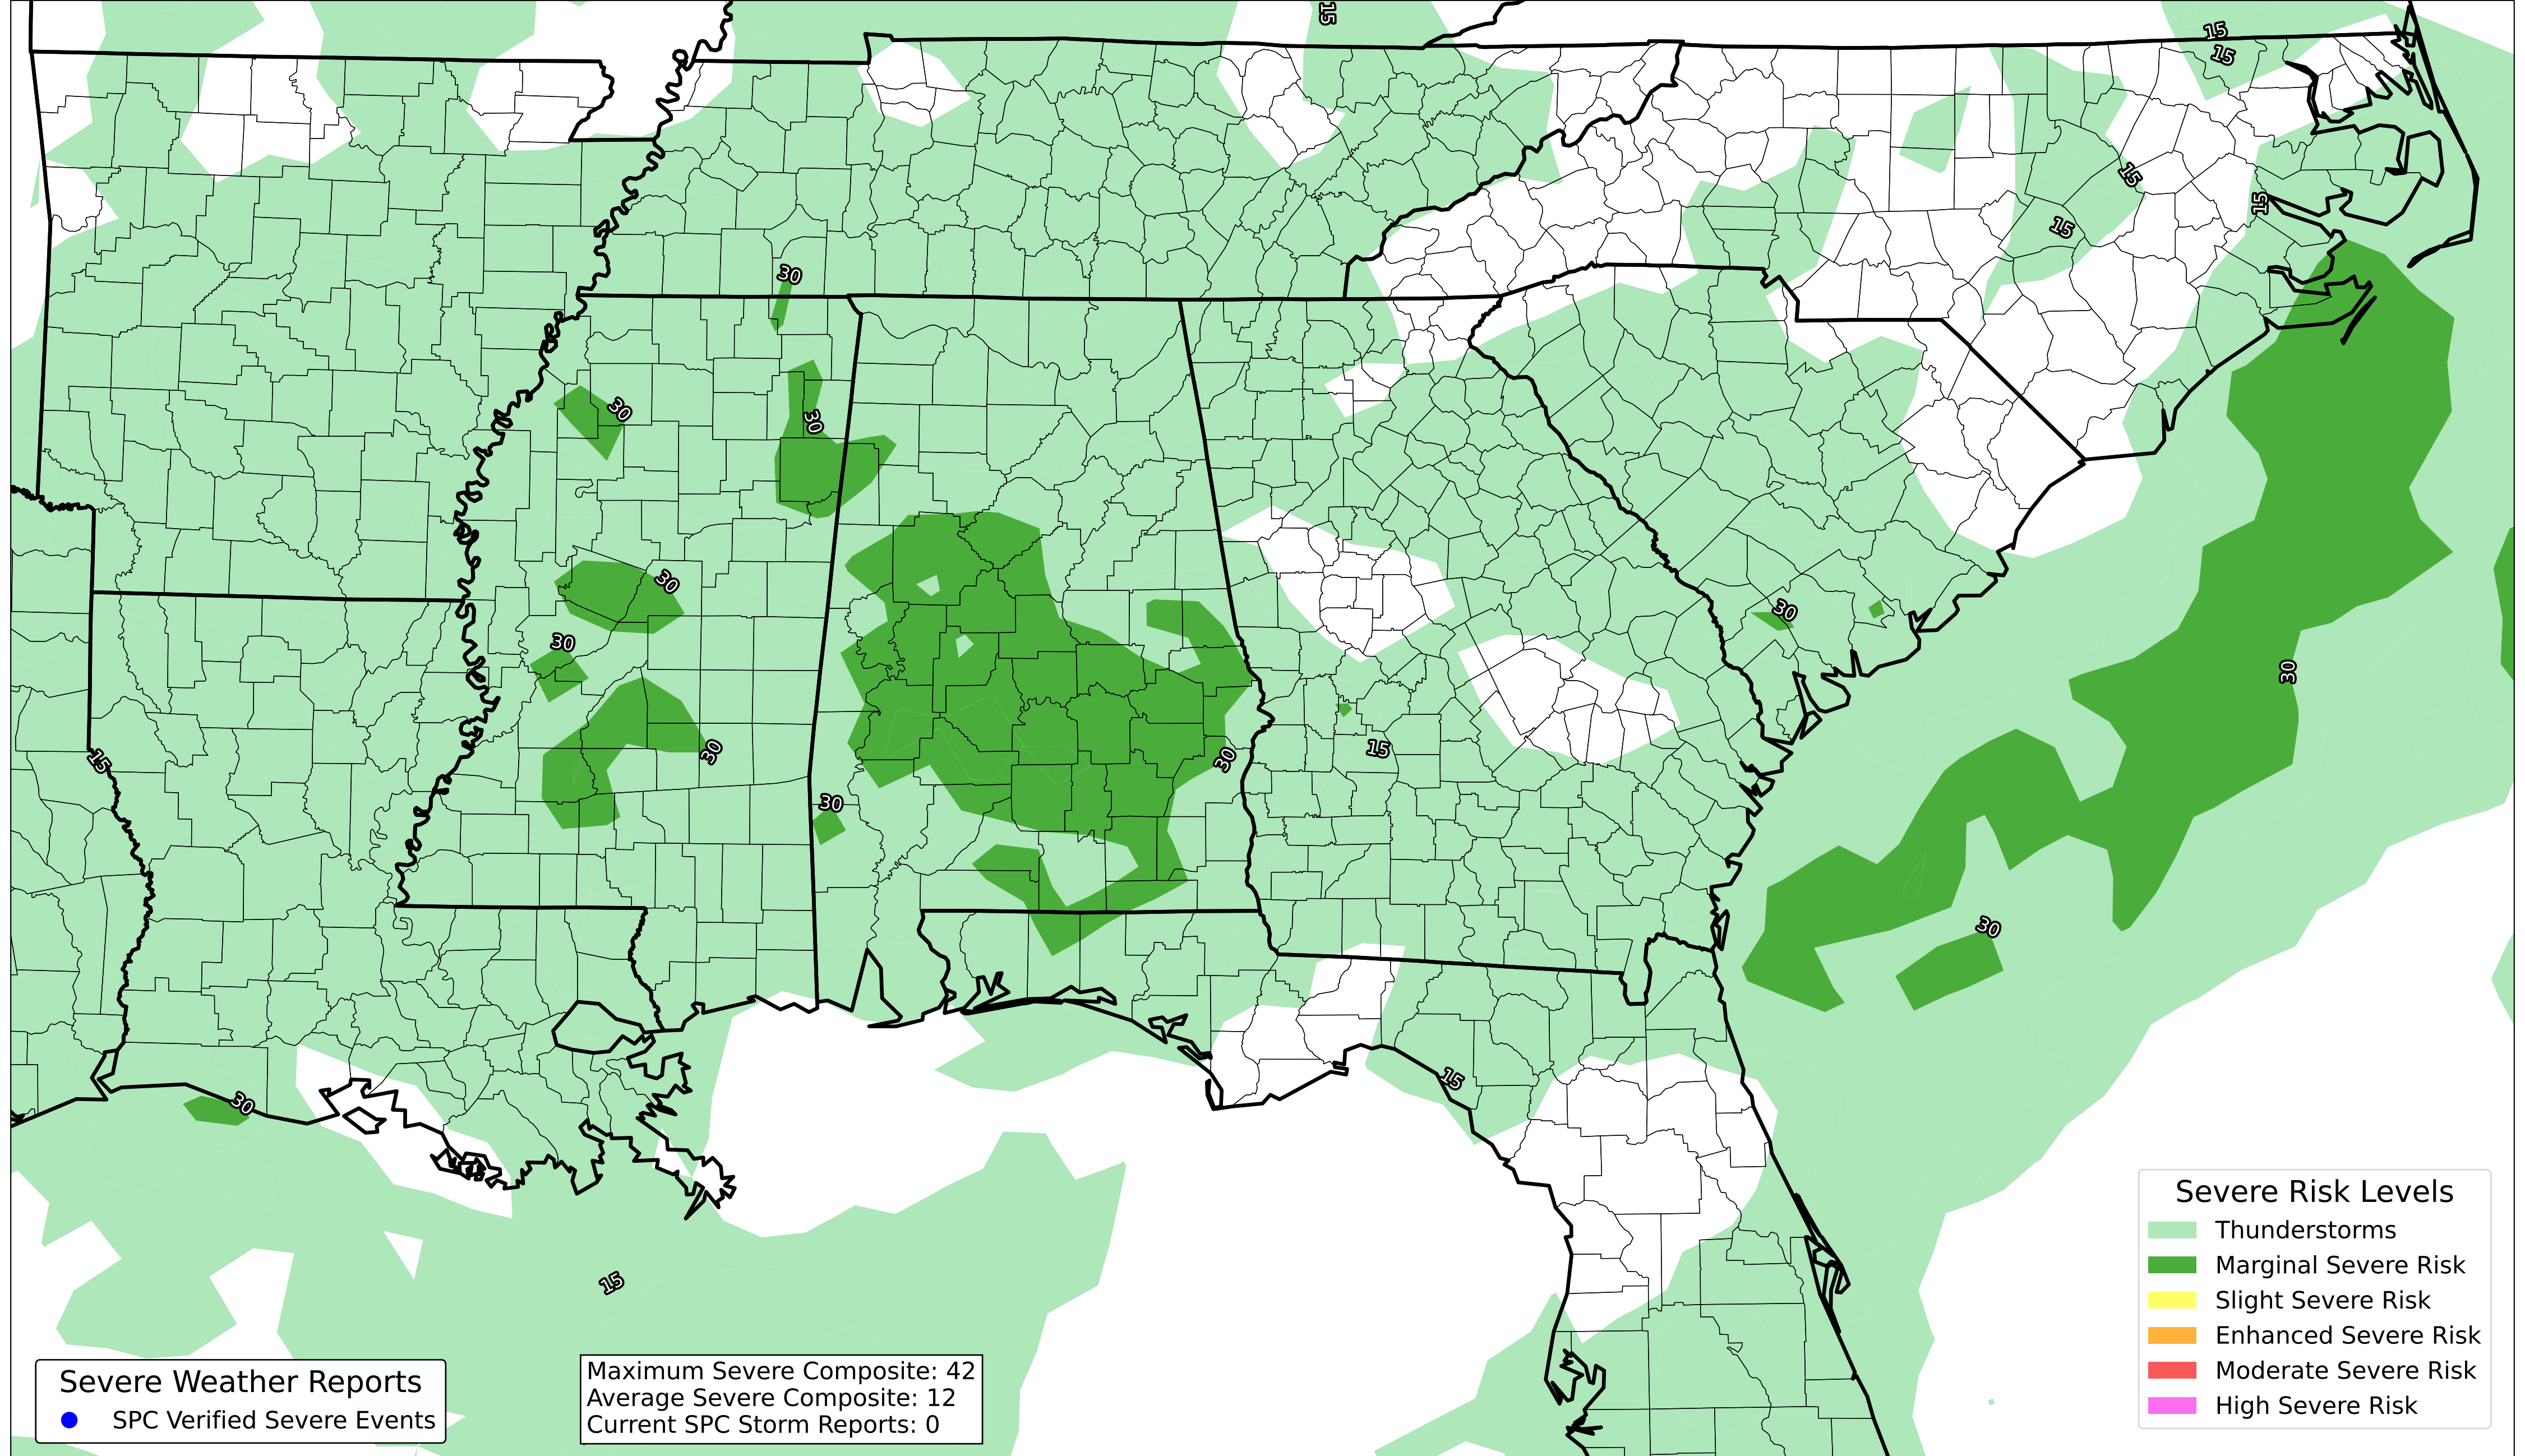 15
15
15
15
15
15
30
30
30
30
30
30
30
15
30
30
30
15
30
30
30
15
30
15
Severe Weather Reports
SPC Verified Severe Events
Maximum Severe Composite: 42
Average Severe Composite: 12
Current SPC Storm Reports: 0
Severe Risk Levels
Thunderstorms
Marginal Severe Risk
Slight Severe Risk
Enhanced Severe Risk
Moderate Severe Risk
High Severe Risk